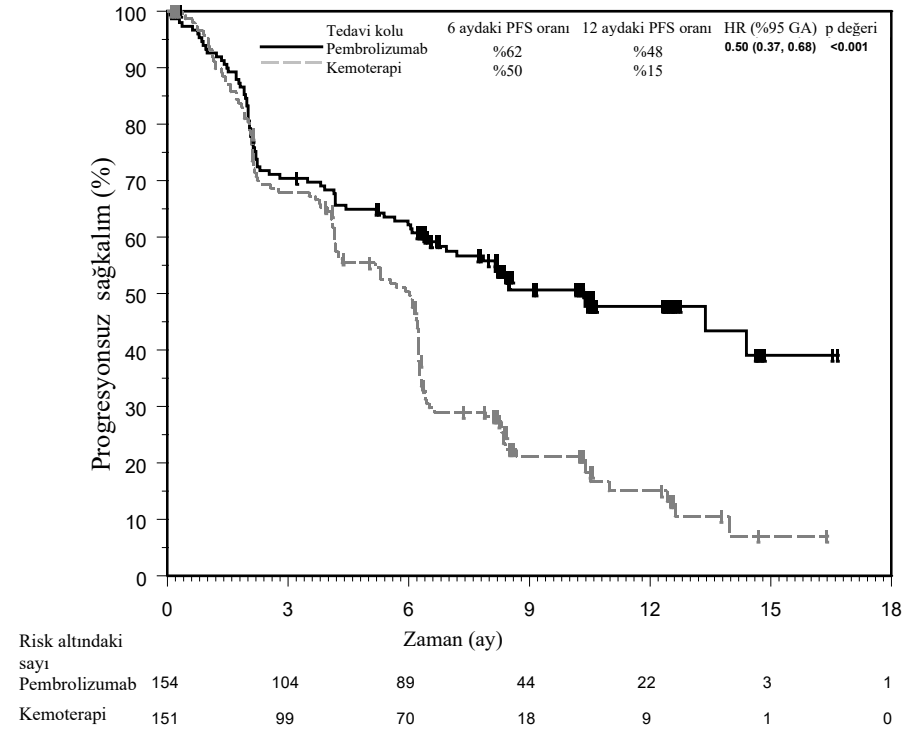 Tedavi kolu 6 aydaki PFS oranı 12 aydaki PFS oranı HR (%95 GA) p değeri
Pembrolizumab %62 %48 0.50 (0.37, 0.68) <0.001
Kemoterapi %50 %15
Progresyonsuz sağkalım (%)
100
90
80
70
60
50
40
30
20
10
0
0 3 6 9 12 15 18
Zaman (ay)
Risk altındaki
sayı
Pembrolizumab 154 104 89 44 22 3 1
Kemoterapi 151 99 70 18 9 1 0